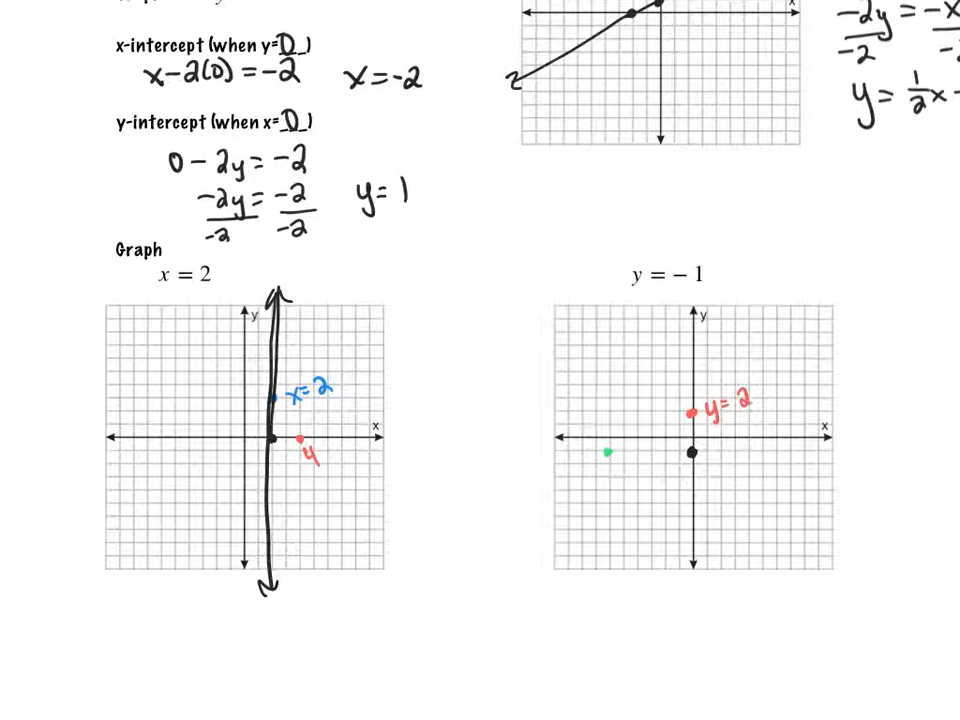 x-intercept (when y=0)
x-2(0) = -2 x=-2
y-intercept (when x=0)
0 - 2y = -2
-2y = -2 y= 1
-2 -2
Graph
x = 2
y
x=2
x
4
y = - 1
y
y=2
x
x
-2y = -x
-2 -2
y= 1/2x -